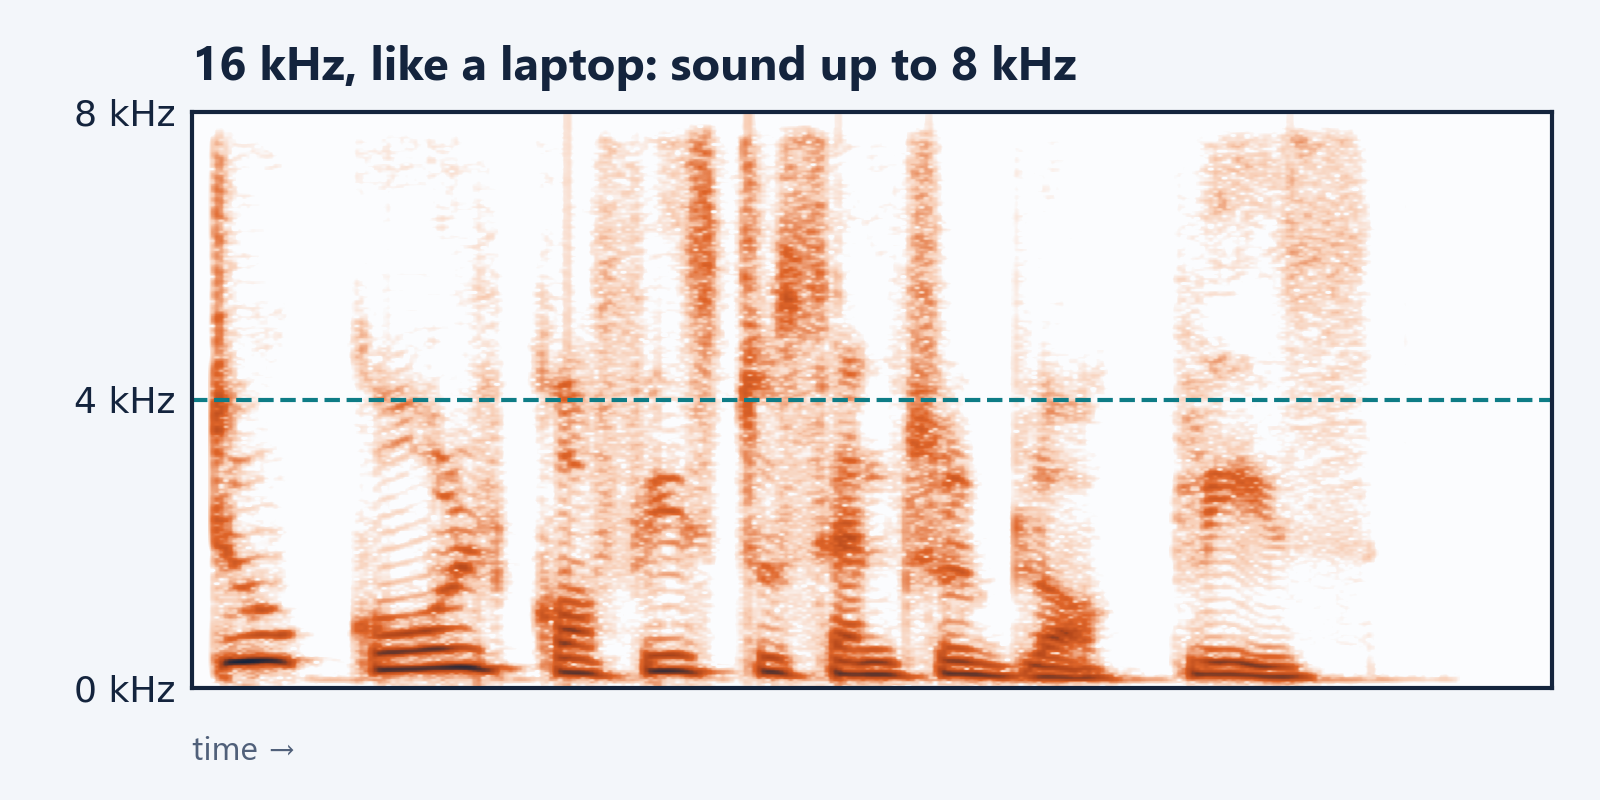 16 kHz, like a laptop: sound up to 8 kHz
8 kHz
4 kHz
0 kHz
time →